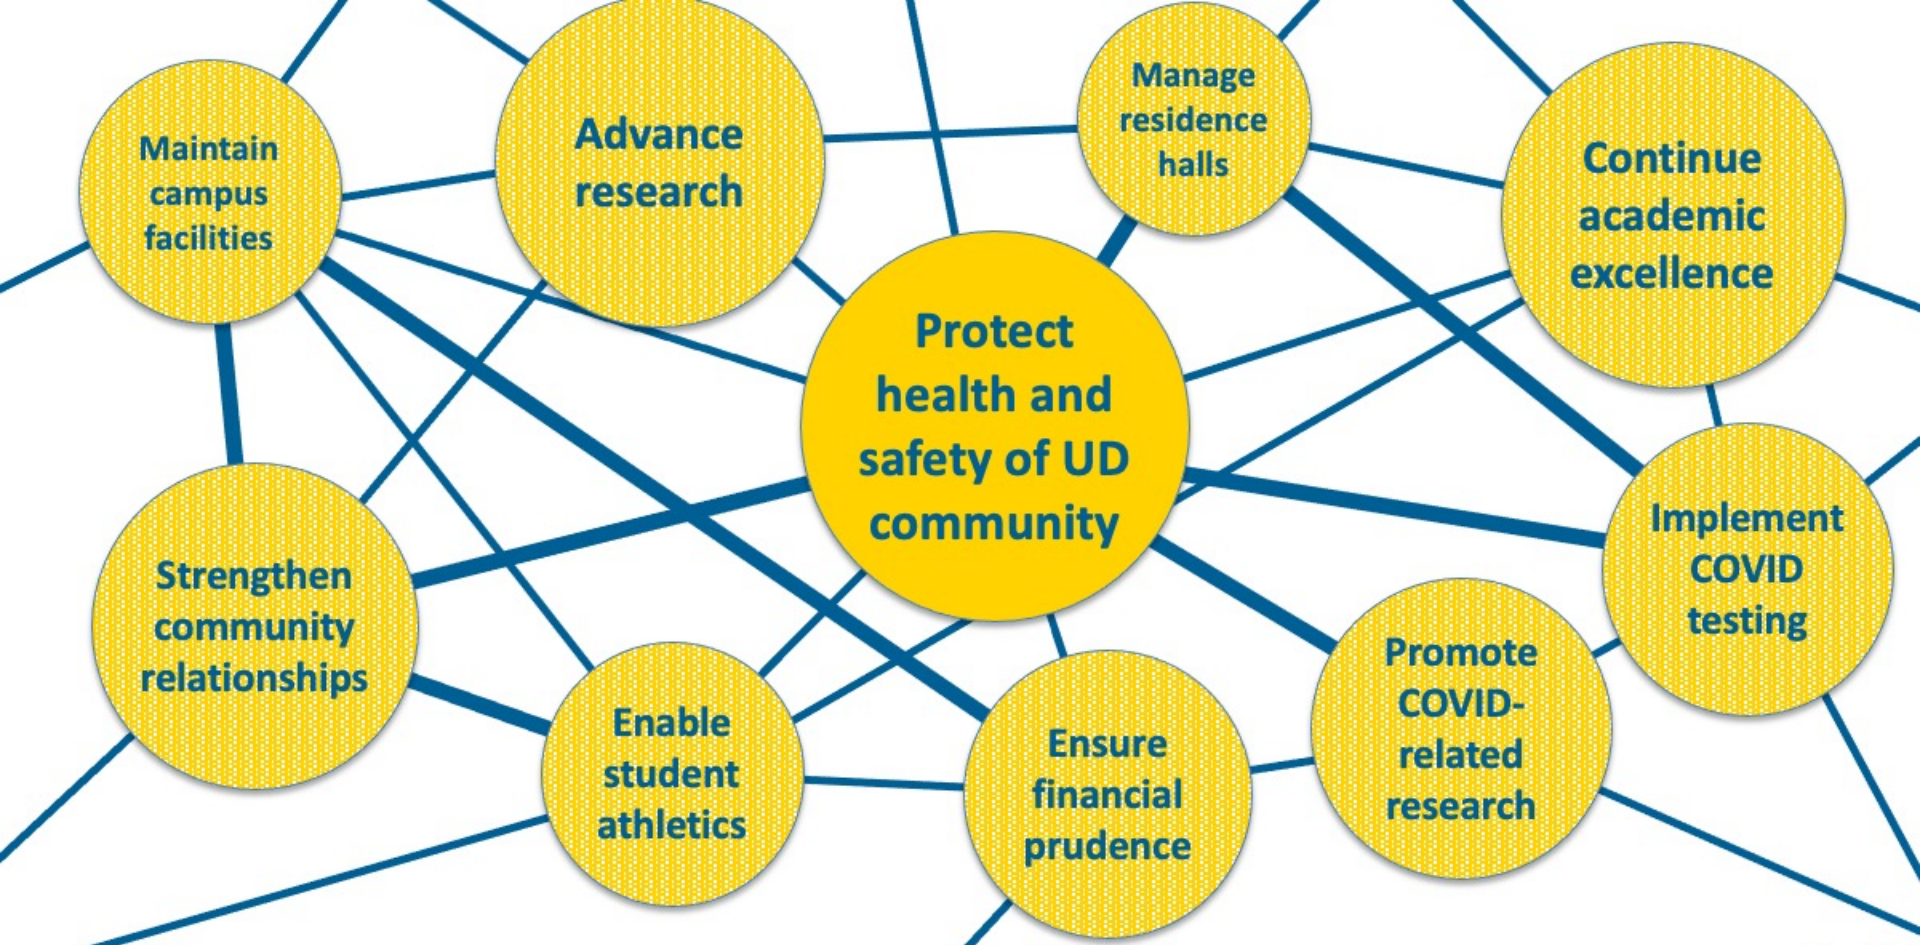 Maintain
campus
facilities
Advance
research
Manage
residence
halls
Continue
academic
excellence
Protect
health and
safety of UD
community
Strengthen
community
relationships
Enable
student
athletics
Ensure
financial
prudence
Promote
COVID-
related
research
Implement
COVID
testing